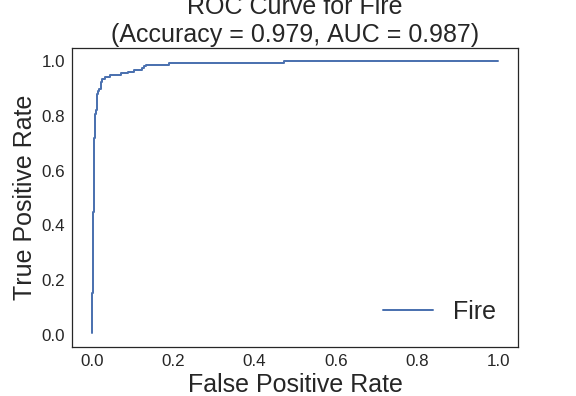 ROC Curve for Fire
(Accuracy = 0.979, AUC = 0.987)
True Positive Rate
1.0
0.8
0.6
0.4
0.2
0.0
Fire
0.0 0.2 0.4 0.6 0.8 1.0
False Positive Rate